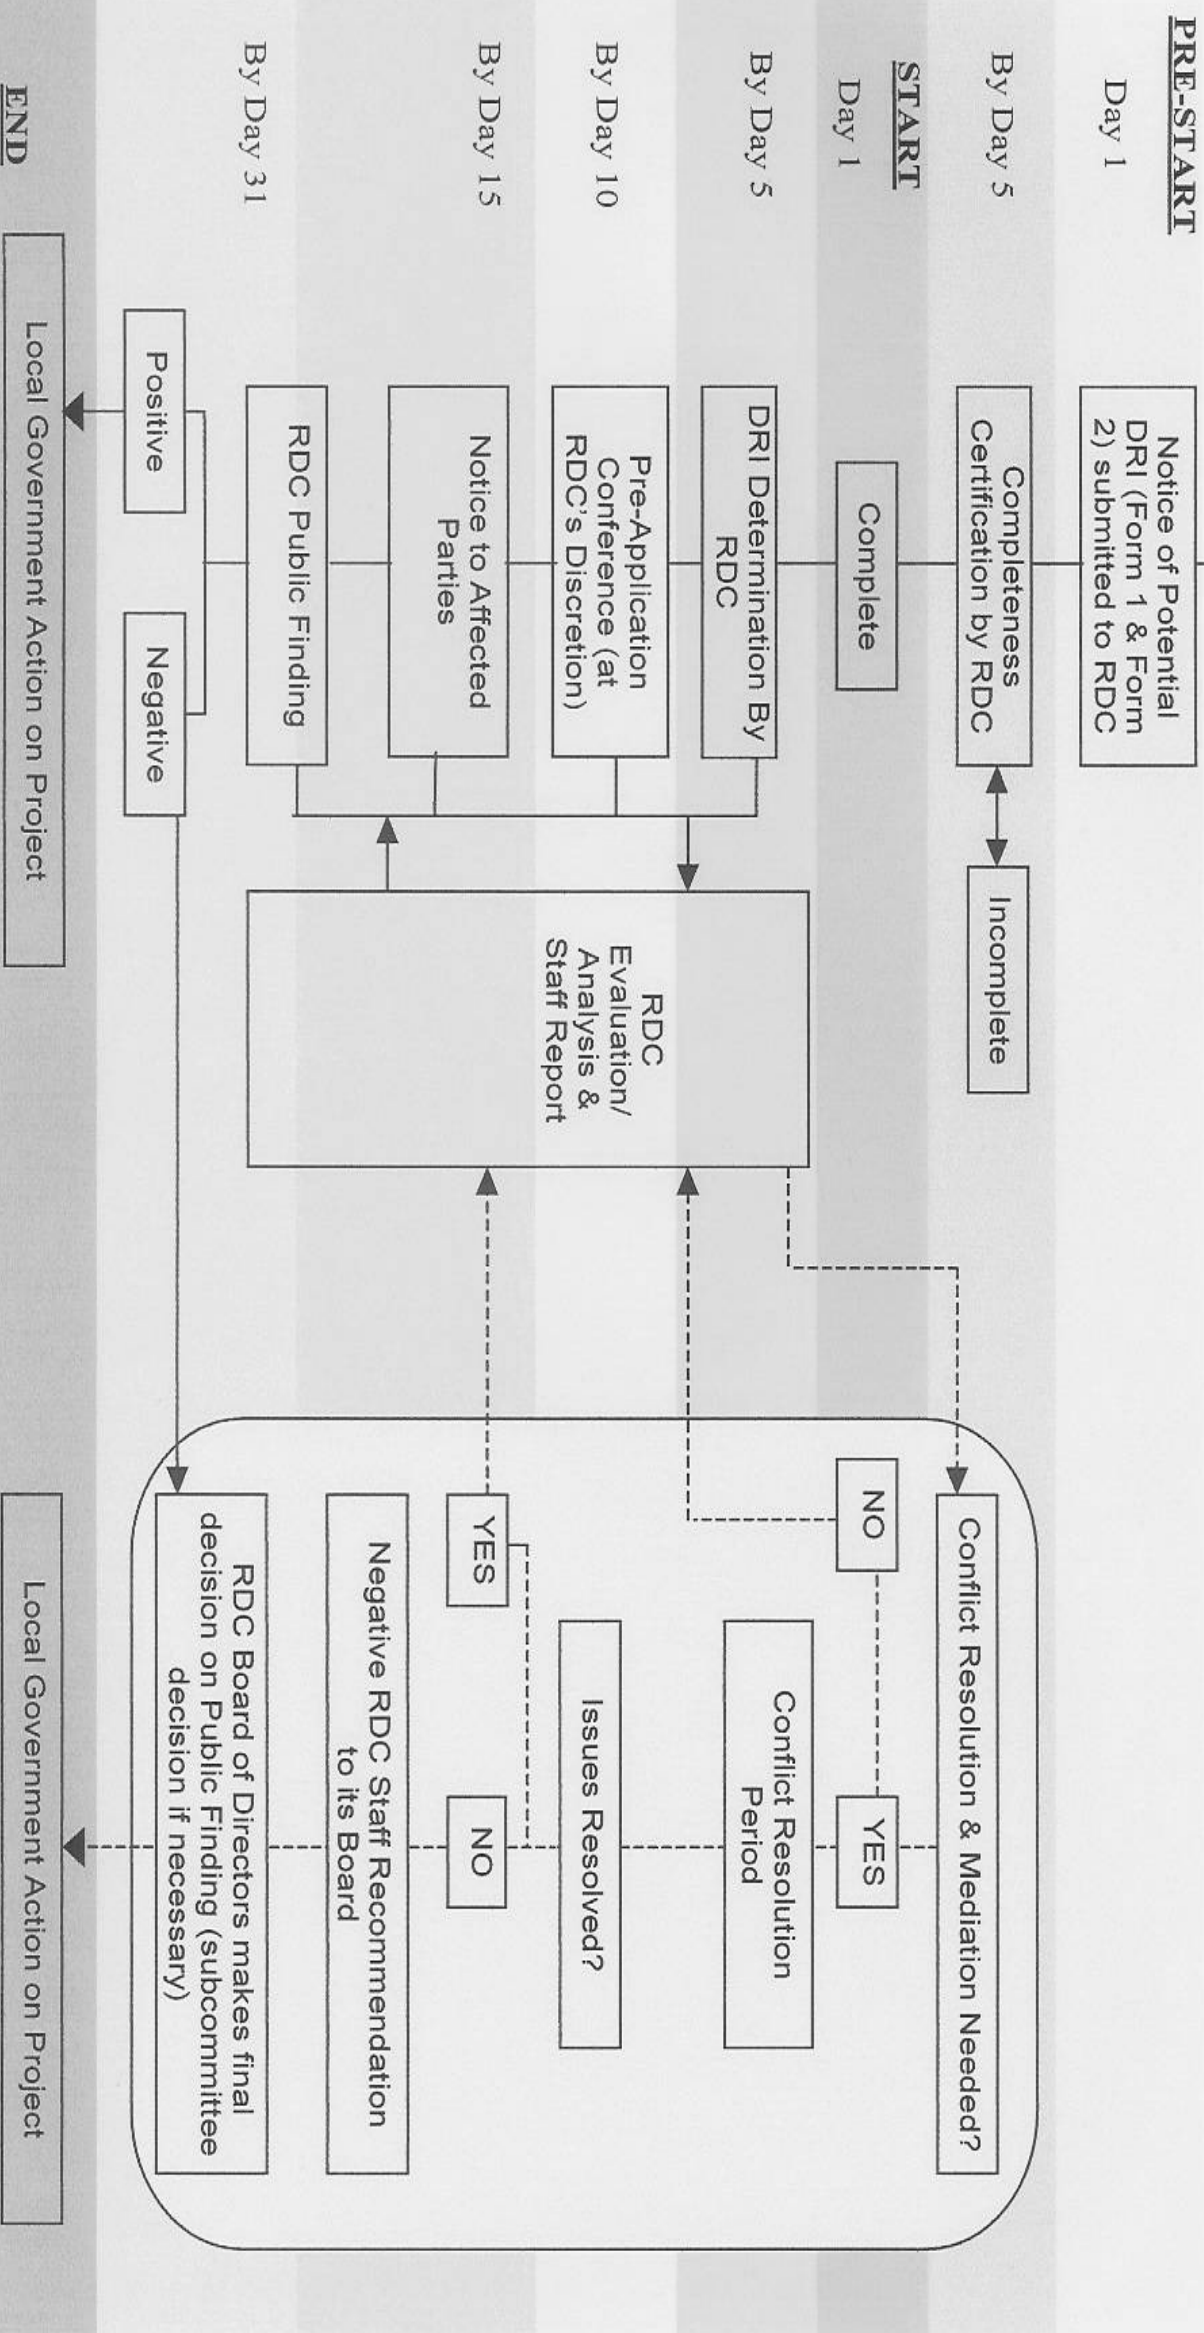 PRE-START
Day 1
Notice of Potential
DRI (Form 1 & Form
2) submitted to RDC
By Day 5
Completeness
Certification by RDC
Incomplete
Conflict Resolution & Mediation Needed?
START
Day 1
Complete
NO
YES
By Day 5
DRI Determination By
RDC
Conflict Resolution
Period
By Day 10
Pre-Application
Conference (at
RDC's Discretion)
RDC
Evaluation/
Analysis &
Staff Report
Issues Resolved?
By Day 15
Notice to Affected
Parties
YES
NO
Negative RDC Staff Recommendation
to its Board
By Day 31
RDC Public Finding
RDC Board of Directors makes final
decision on Public Finding (subcommittee
decision if necessary)
Positive
Negative
END
Local Government Action on Project
Local Government Action on Project